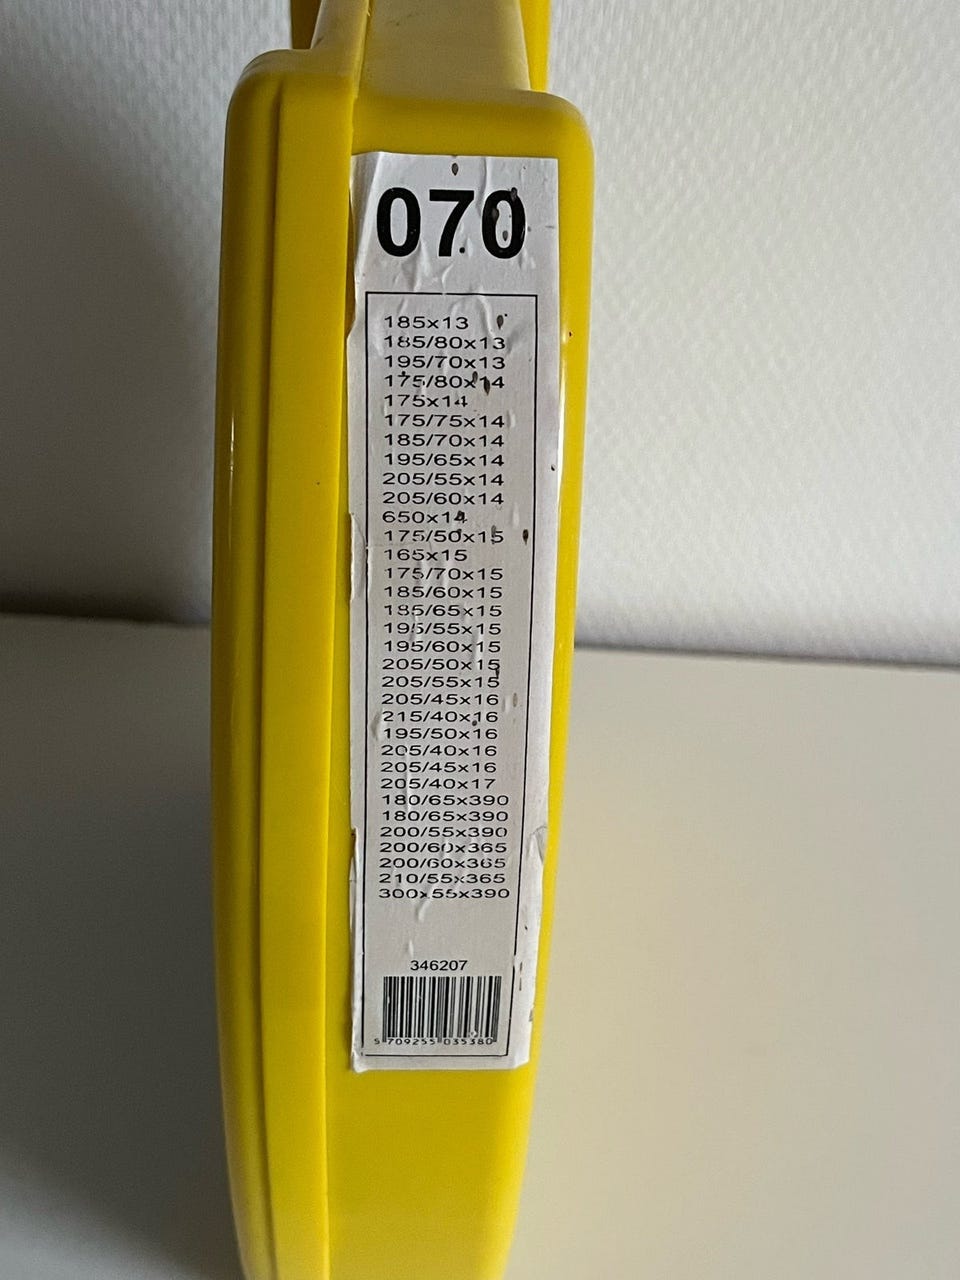 070
185x13
185/80x13
195/70x13
175/80x14
175x14
175/75x14
185/70x14
195/65x14
205/55x14
205/60x14
650x14
175/50x15
165x15
175/70x15
185/60x15
185/65x15
195/55x15
195/60x15
205/50x15
205/55x15
205/45x16
215/40x16
195/50x16
205/40x16
205/45x16
205/40x17
180/65x390
180/65x390
200/55x390
200/60x365
200/60x365
210/55x365
300x55x390
346207
5 709255 035380